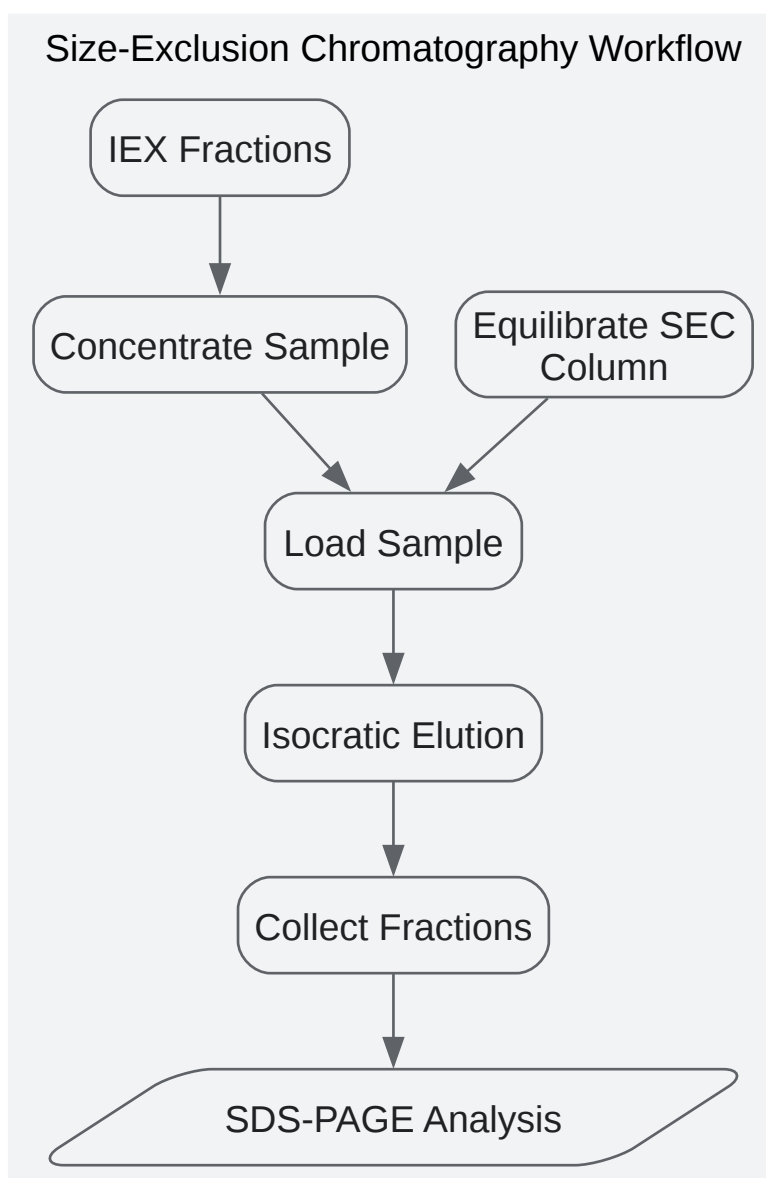 Size-Exclusion Chromatography Workflow
IEX Fractions
Concentrate Sample
Equilibrate SEC
Column
Load Sample
Isocratic Elution
Collect Fractions
SDS-PAGE Analysis